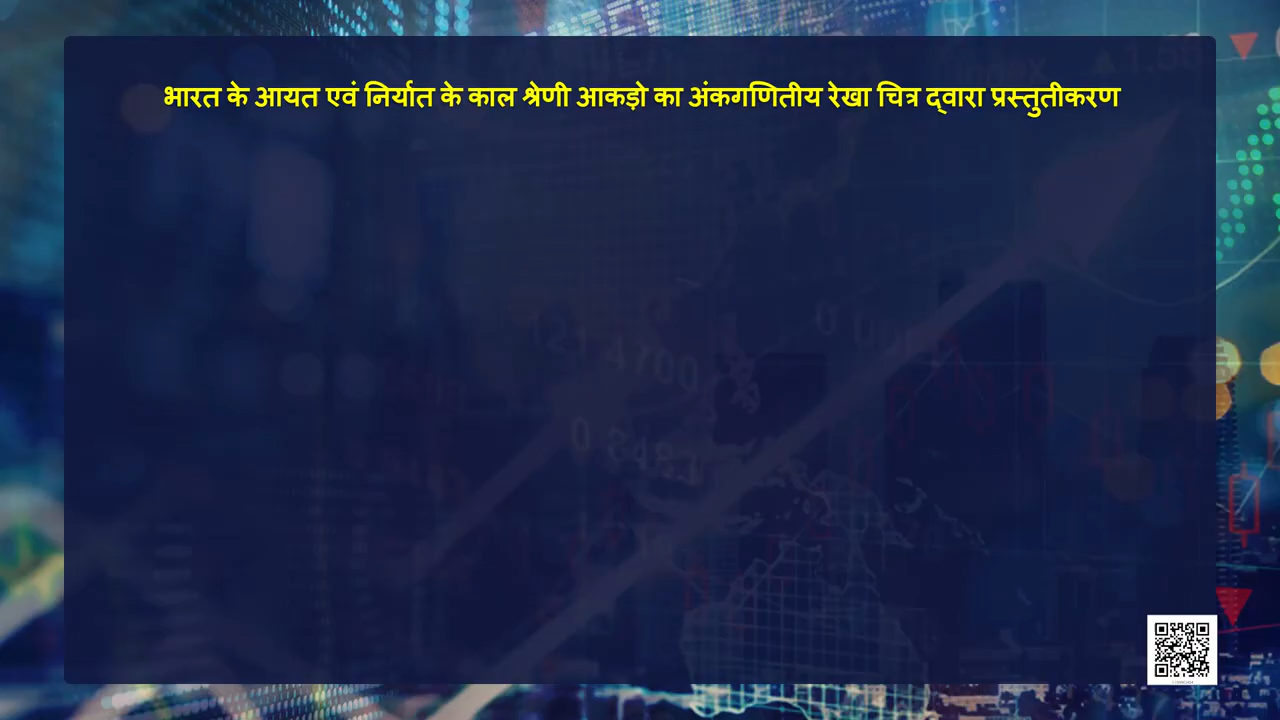 भारत के आयत एवं निर्यात के काल श्रेणी आकड़ो का अंकगणितीय रेखा चित्र द्वारा प्रस्तुतीकरण